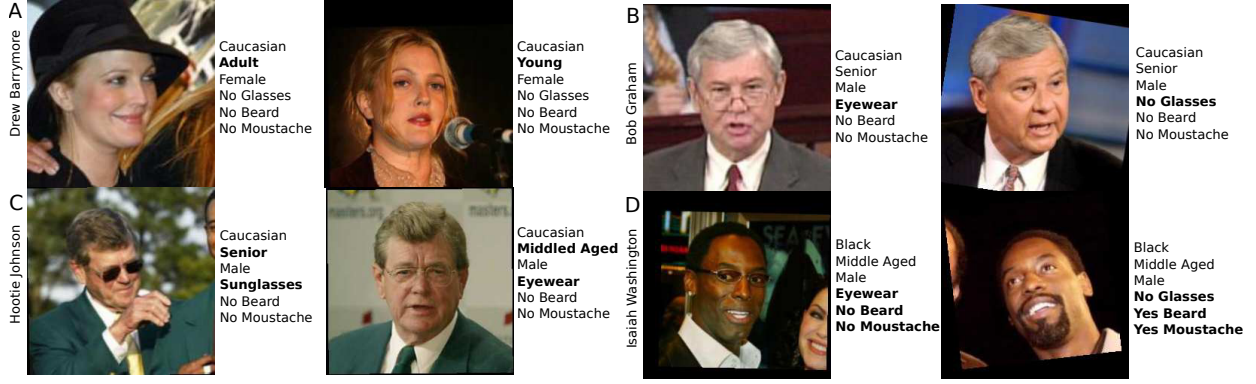 A
Drew Barrymore
Caucasian
Adult
Female
No Glasses
No Beard
No Moustache
Caucasian
Young
Female
No Glasses
No Beard
No Moustache
B
Bob Graham
Caucasian
Senior
Male
Eyewear
No Beard
No Moustache
Caucasian
Senior
Male
No Glasses
No Beard
No Moustache
C
Hootie Johnson
Caucasian
Senior
Male
Sunglasses
No Beard
No Moustache
masters.org
masters
Caucasian
Middled Aged
Male
Eyewear
No Beard
No Moustache
D
Isaiah Washington
Black
Middle Aged
Male
Eyewear
No Beard
No Moustache
Black
Middle Aged
Male
No Glasses
Yes Beard
Yes Moustache